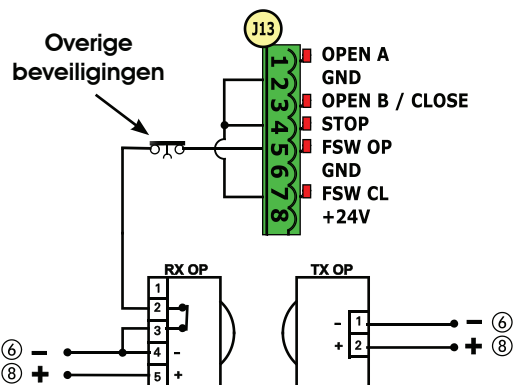 Overige
beveiligingen
J13
1 OPEN A
2 GND
3 OPEN B / CLOSE
4 STOP
5 FSW OP
6 GND
7 FSW CL
8 +24V
RX OP
1
2
3
⑥ - 4 -
⑧ + 5 +
TX OP
- 1 - ⑥
+ 2 + ⑧